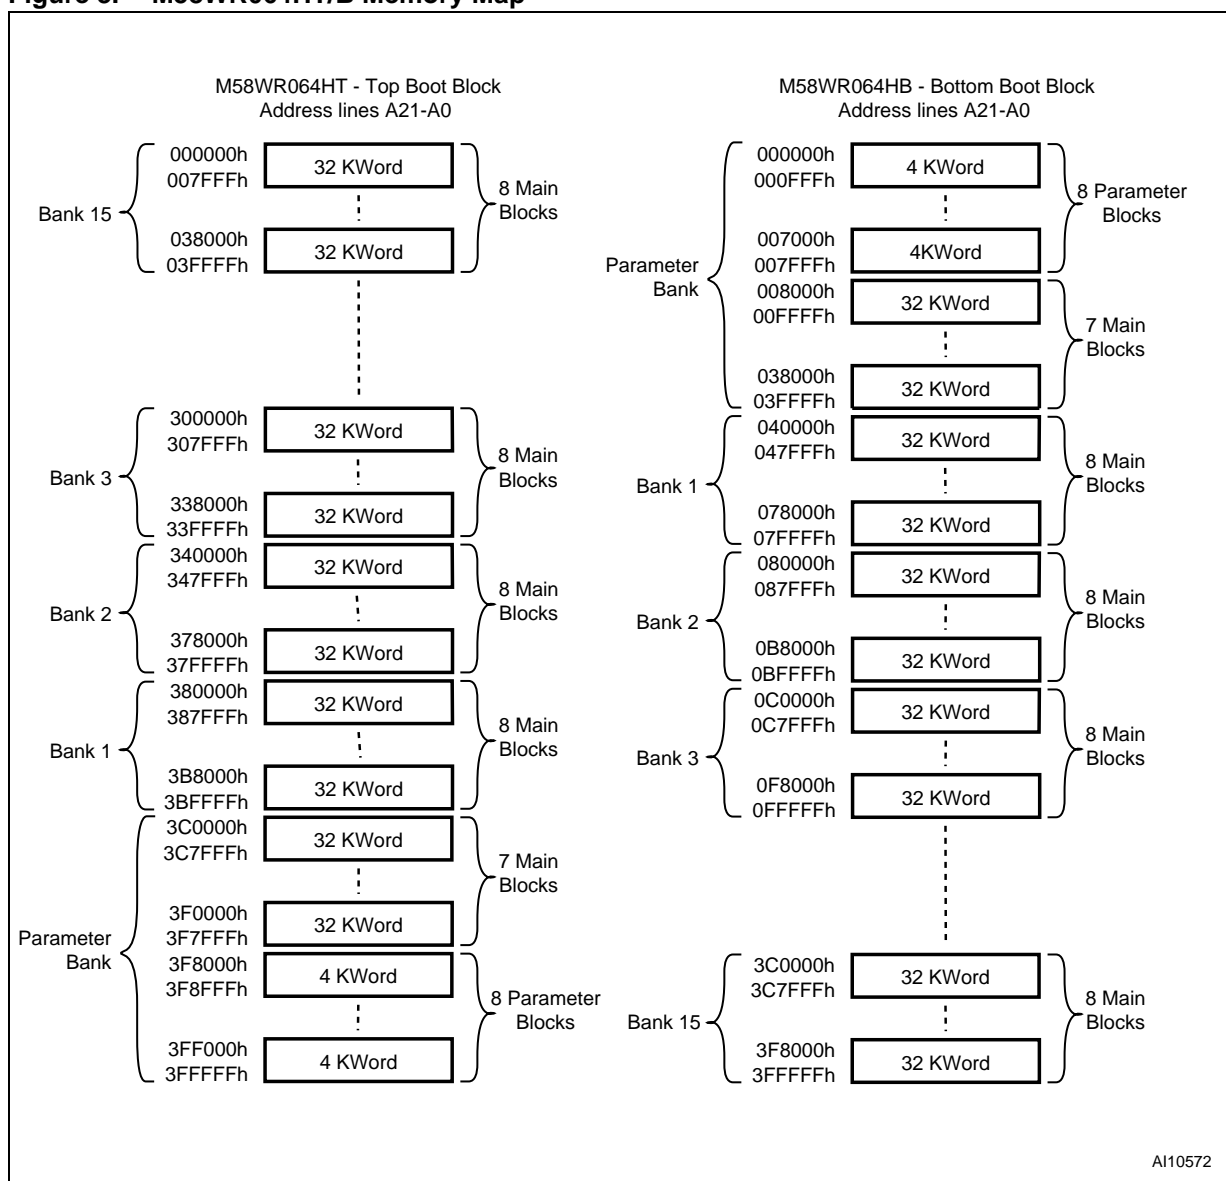 M58WR064HT - Top Boot Block
Address lines A21-A0
000000h
007FFFh
32 KWord
8 Main
Blocks
Bank 15
038000h
03FFFFh
32 KWord
300000h
307FFFh
32 KWord
8 Main
Blocks
Bank 3
338000h
33FFFFh
32 KWord
340000h
347FFFh
32 KWord
8 Main
Blocks
Bank 2
378000h
37FFFFh
32 KWord
380000h
387FFFh
32 KWord
8 Main
Blocks
Bank 1
3B8000h
3BFFFFh
32 KWord
3C0000h
3C7FFFh
32 KWord
7 Main
Blocks
3F0000h
3F7FFFh
32 KWord
Parameter
Bank
3F8000h
3F8FFFh
4 KWord
8 Parameter
Blocks
3FF000h
3FFFFFh
4 KWord
M58WR064HB - Bottom Boot Block
Address lines A21-A0
000000h
000FFFh
4 KWord
8 Parameter
Blocks
007000h
007FFFh
4KWord
Parameter
Bank
008000h
00FFFFh
32 KWord
7 Main
Blocks
038000h
03FFFFh
32 KWord
040000h
047FFFh
32 KWord
8 Main
Blocks
Bank 1
078000h
07FFFFh
32 KWord
080000h
087FFFh
32 KWord
8 Main
Blocks
Bank 2
0B8000h
0BFFFFh
32 KWord
0C0000h
0C7FFFh
32 KWord
8 Main
Blocks
Bank 3
0F8000h
0FFFFFh
32 KWord
3C0000h
3C7FFFh
32 KWord
8 Main
Blocks
Bank 15
3F8000h
3FFFFFh
32 KWord
AI10572